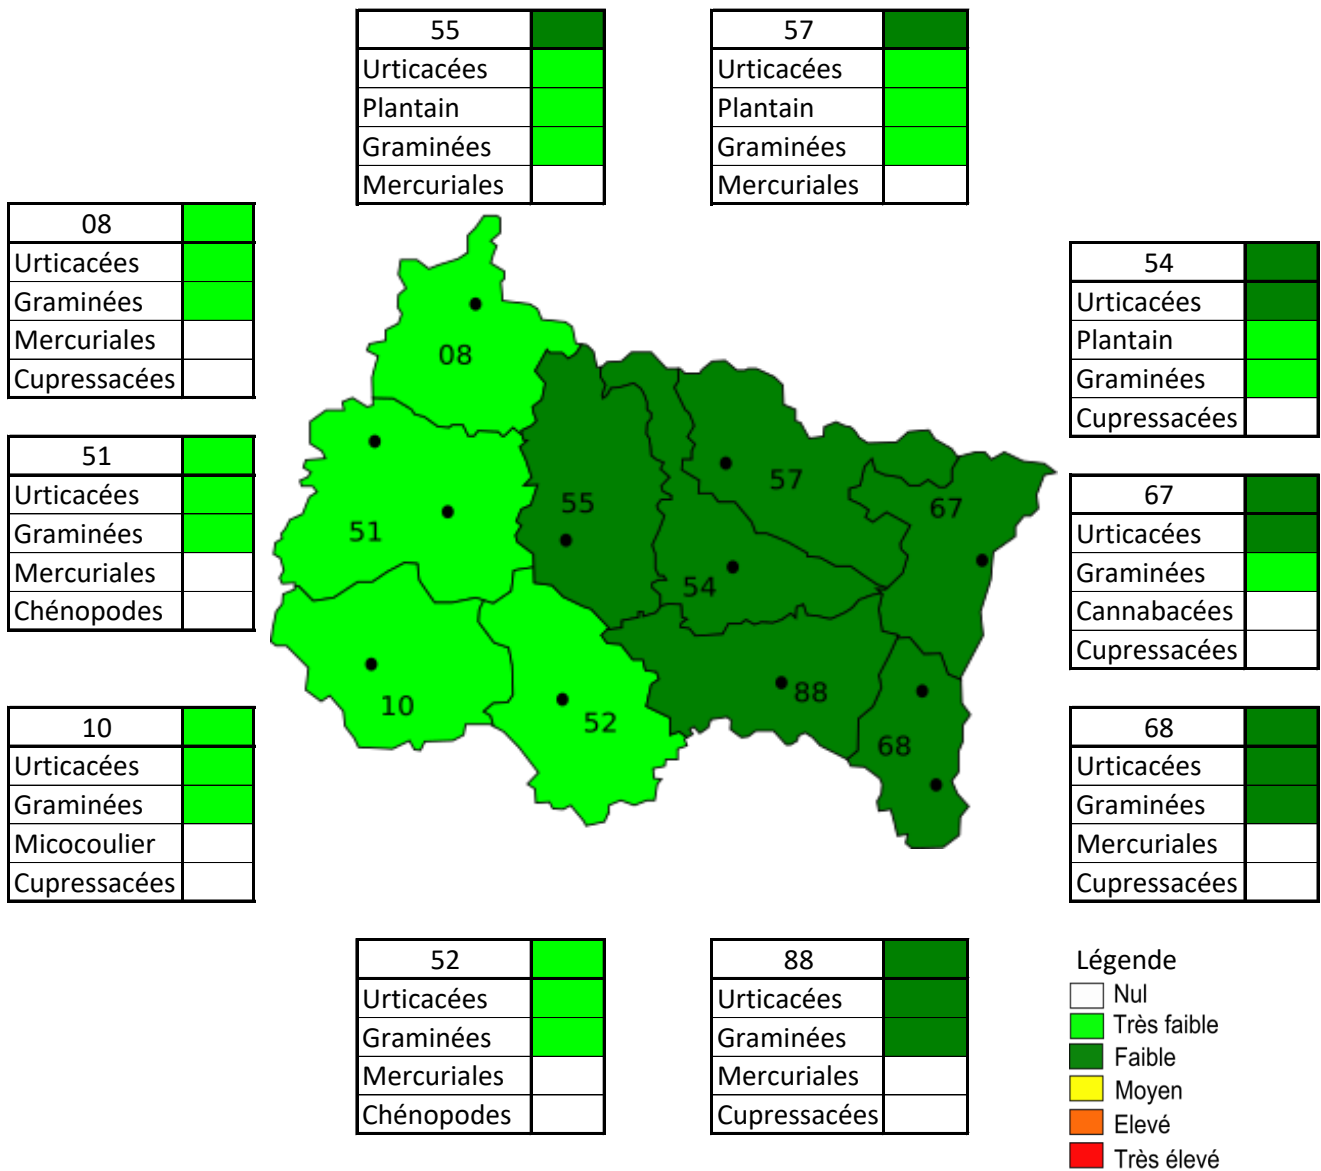 55
Urticacées
Plantain
Graminées
Mercuriales
57
Urticacées
Plantain
Graminées
Mercuriales
08
Urticacées
Graminées
Mercuriales
Cupressacées
51
Urticacées
Graminées
Mercuriales
Chénopodes
10
Urticacées
Graminées
Micocoulier
Cupressacées
08
57
55
67
51
54
88
10
52
68
54
Urticacées
Plantain
Graminées
Cupressacées
67
Urticacées
Graminées
Cannabacées
Cupressacées
68
Urticacées
Graminées
Mercuriales
Cupressacées
52
Urticacées
Graminées
Mercuriales
Chénopodes
88
Urticacées
Graminées
Mercuriales
Cupressacées
Légende
Nul
Très faible
Faible
Moyen
Elevé
Très élevé